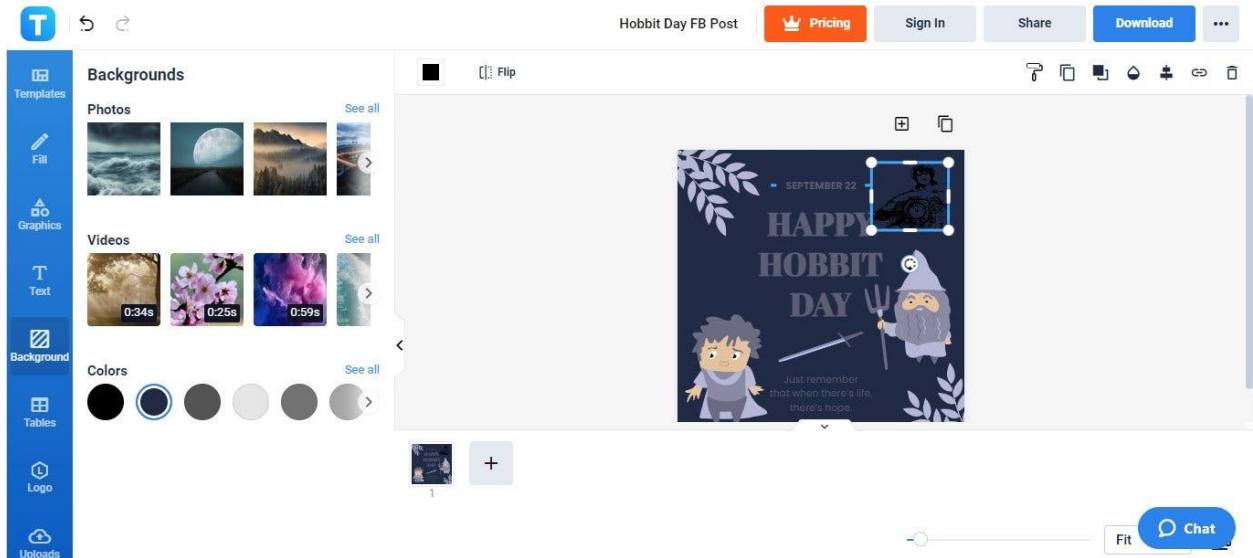 T
Hobbit Day FB Post
Pricing
Sign In
Share
Download
Templates
Fill
Graphics
Text
Background
Tables
Logo
Uploads
Backgrounds
Photos
See all
Videos
See all
0:34s
0:25s
0:59s
Colors
See all
Flip
SEPTEMBER 22
HAPPY
HOBBIT
DAY
Just remember
that when there's life,
there's hope.
1
Fit
Chat